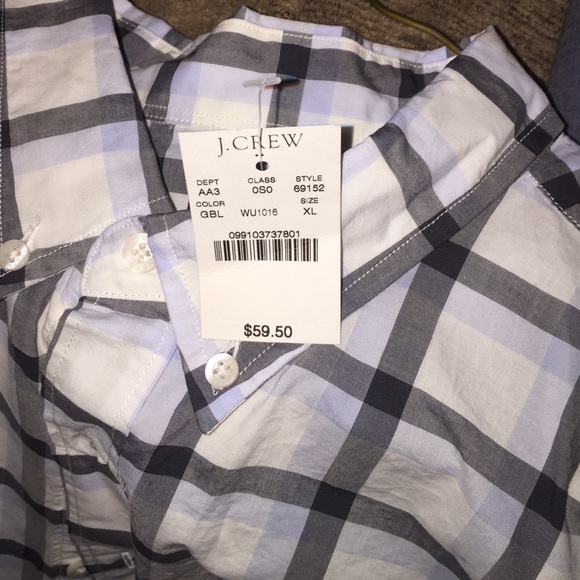 J.CREW
DEPT CLASS STYLE
AA3 0S0 69152
COLOR SIZE
GBL WU1016 XL
099103737801
$59.50